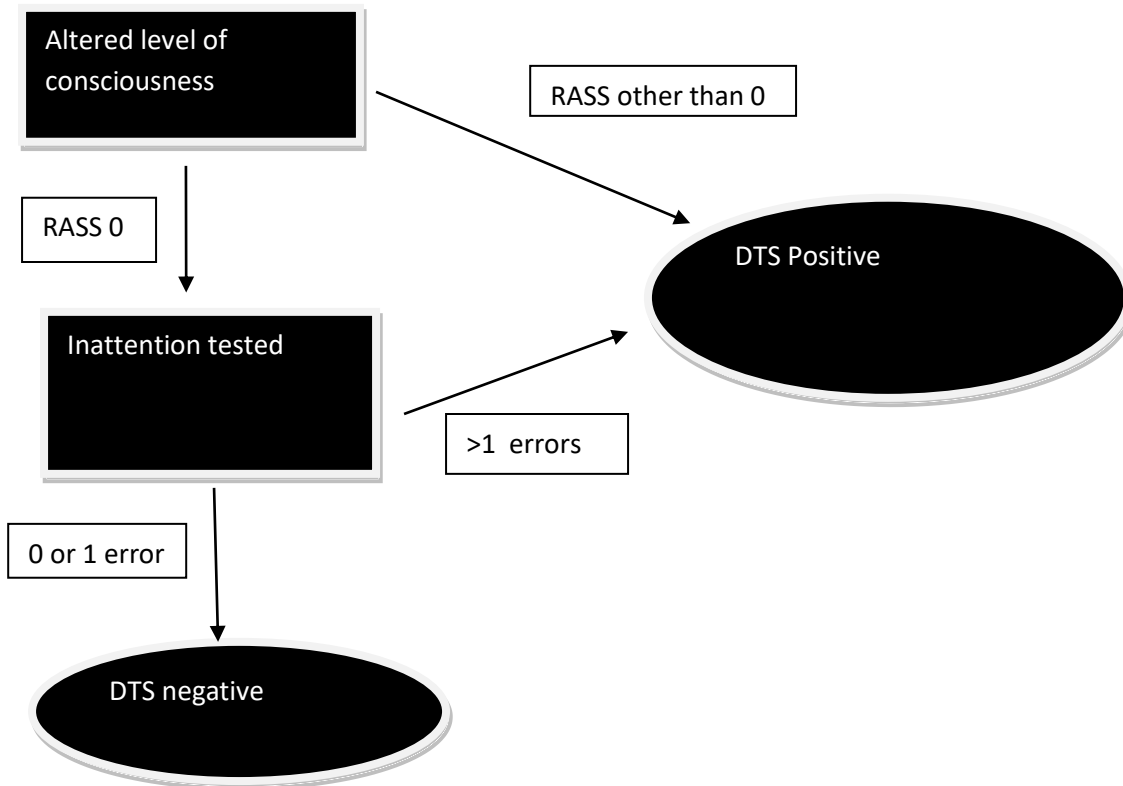 Altered level of
consciousness
RASS other than 0
RASS 0
DTS Positive
Inattention tested
>1  errors
0 or 1 error
DTS negative